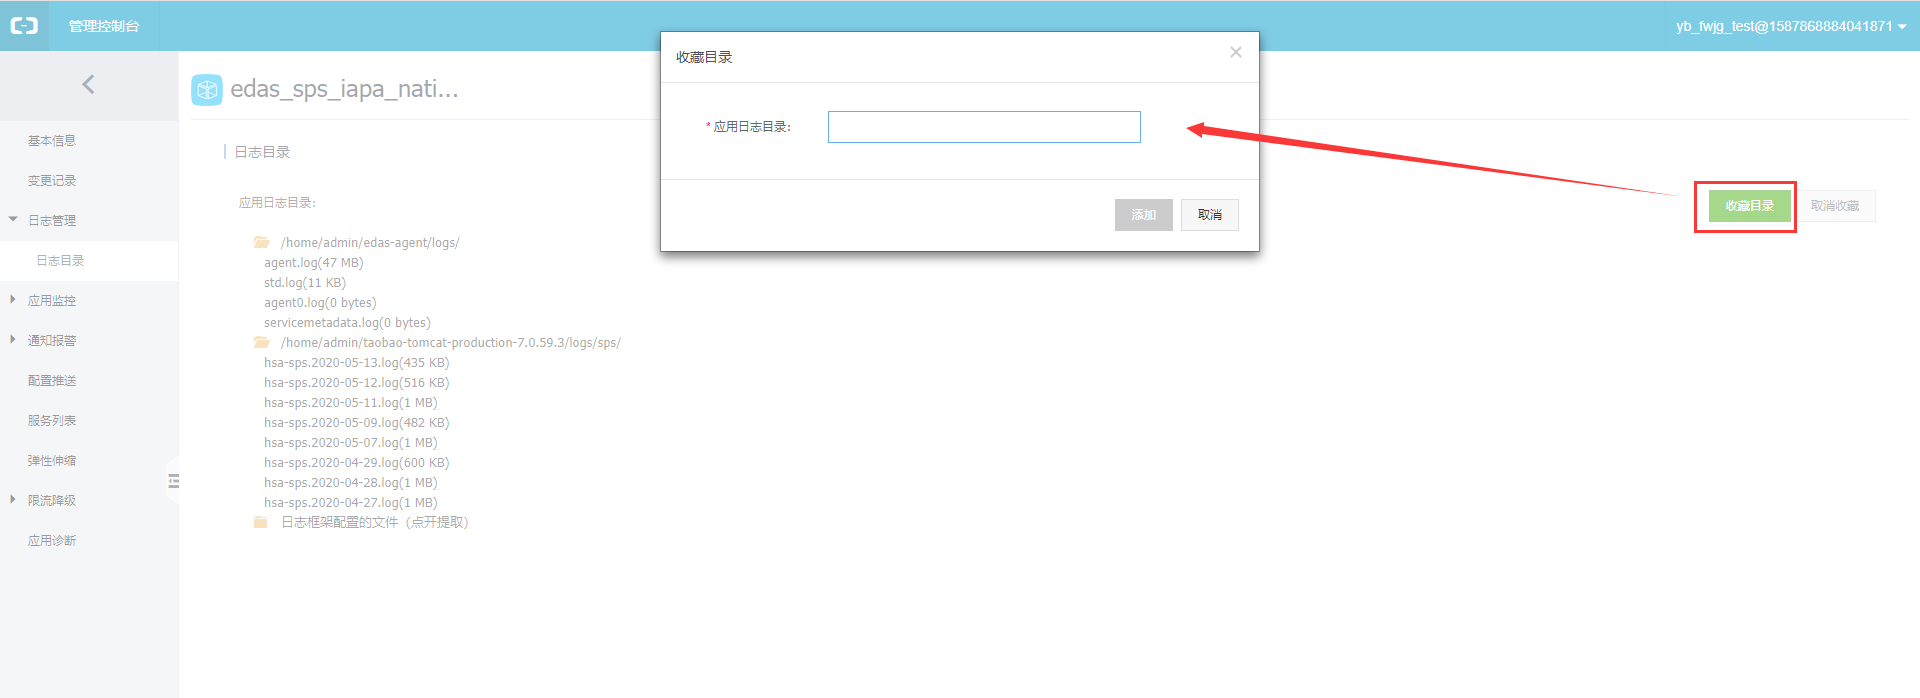 管理控制台
yb_fwjg_test@1587868884041871
edas_sps_iapa_nati...
基本信息
变更记录
日志管理
日志目录
应用监控
通知报警
配置推送
服务列表
弹性伸缩
限流降级
应用诊断
日志目录
应用日志目录:
收藏目录
取消收藏
/home/admin/edas-agent/logs/
agent.log(47 MB)
std.log(11 KB)
agent0.log(0 bytes)
servicemetadata.log(0 bytes)
/home/admin/taobao-tomcat-production-7.0.59.3/logs/sps/
hsa-sps.2020-05-13.log(435 KB)
hsa-sps.2020-05-12.log(516 KB)
hsa-sps.2020-05-11.log(1 MB)
hsa-sps.2020-05-09.log(482 KB)
hsa-sps.2020-05-07.log(1 MB)
hsa-sps.2020-04-29.log(600 KB)
hsa-sps.2020-04-28.log(1 MB)
hsa-sps.2020-04-27.log(1 MB)
日志框架配置的文件 (点开提取)
收藏目录
×
*应用日志目录:
添加
取消